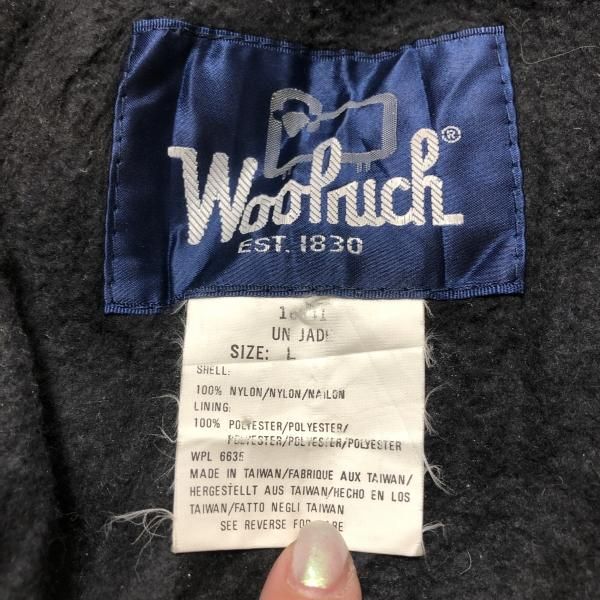 Woolrich®
EST. 1830
UN JADE
SIZE: L
SHELL:
100% NYLON/NYLON/NAILON
LINING:
100% POLYESTER/POLYESTER/
POLYESTER/POLYESTER/POLYESTER
WPL 6635
MADE IN TAIWAN/FABRIQUE AUX TAIWAN/
HERGESTELLT AUS TAIWAN/HECHO EN LOS
TAIWAN/FATTO NEGLI TAIWAN
SEE REVERSE FOR CARE